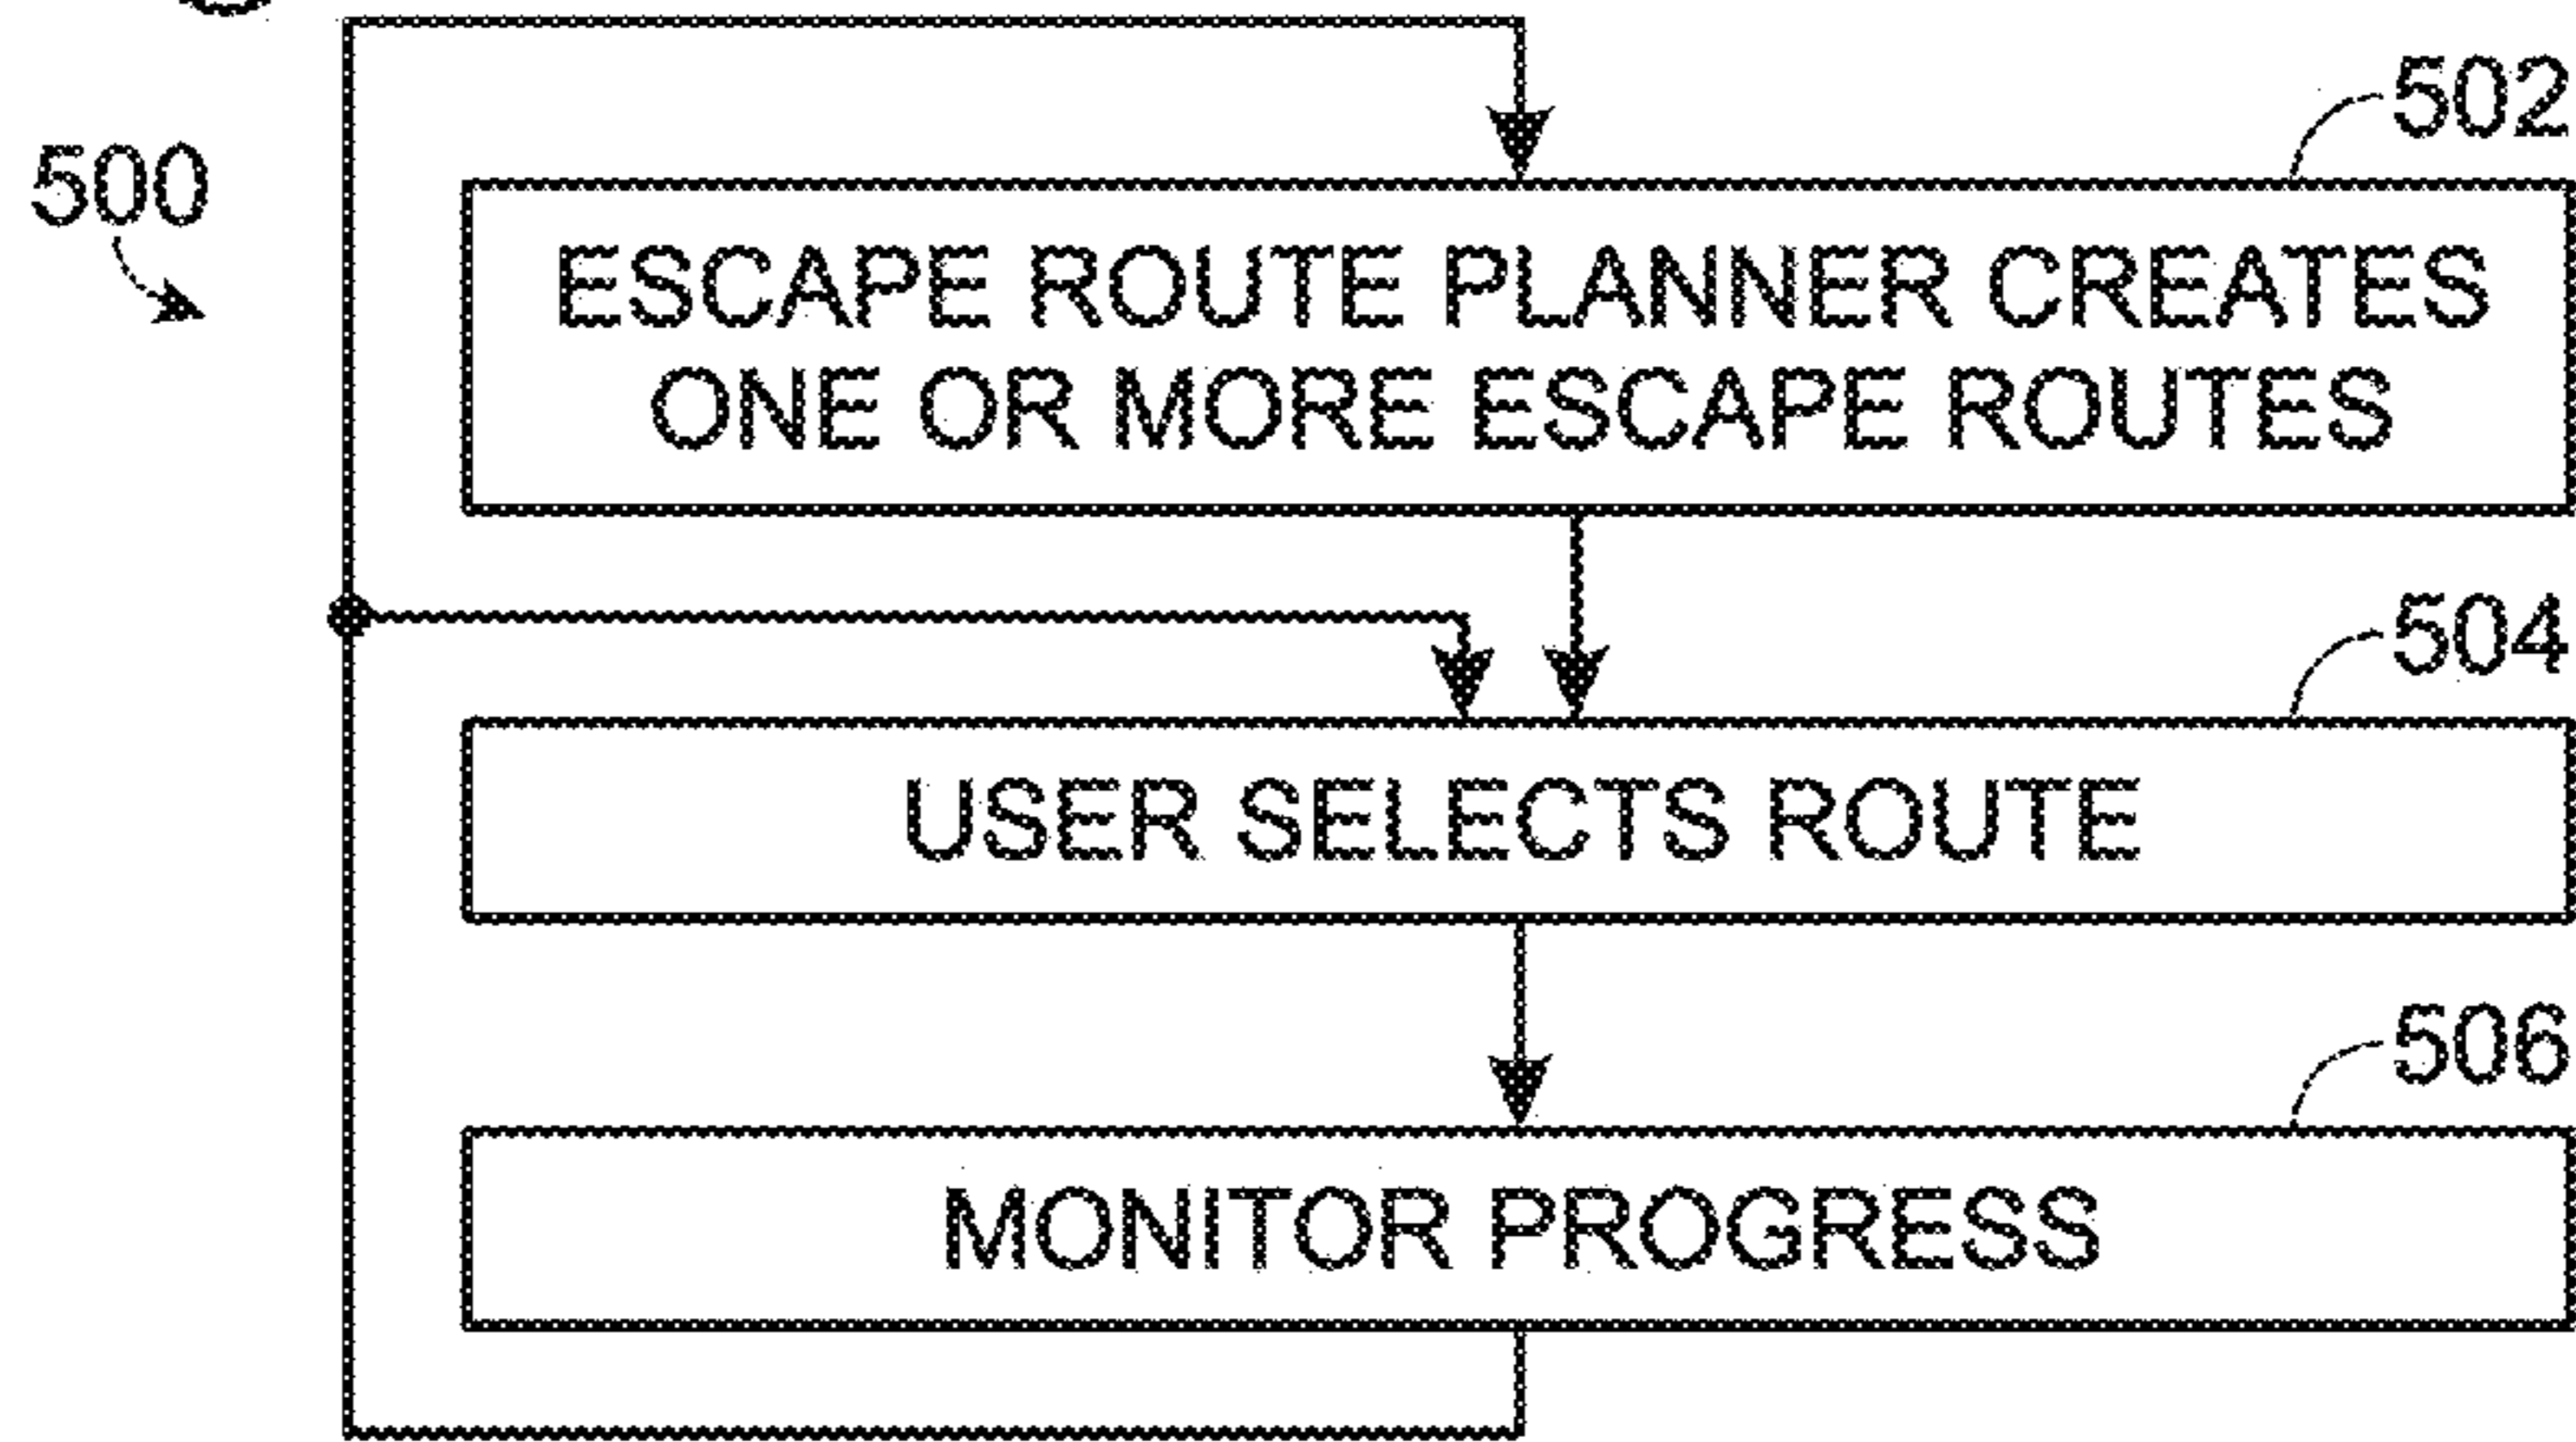 500
502
ESCAPE ROUTE PLANNER CREATES
ONE OR MORE ESCAPE ROUTES
504
USER SELECTS ROUTE
506
MONITOR PROGRESS